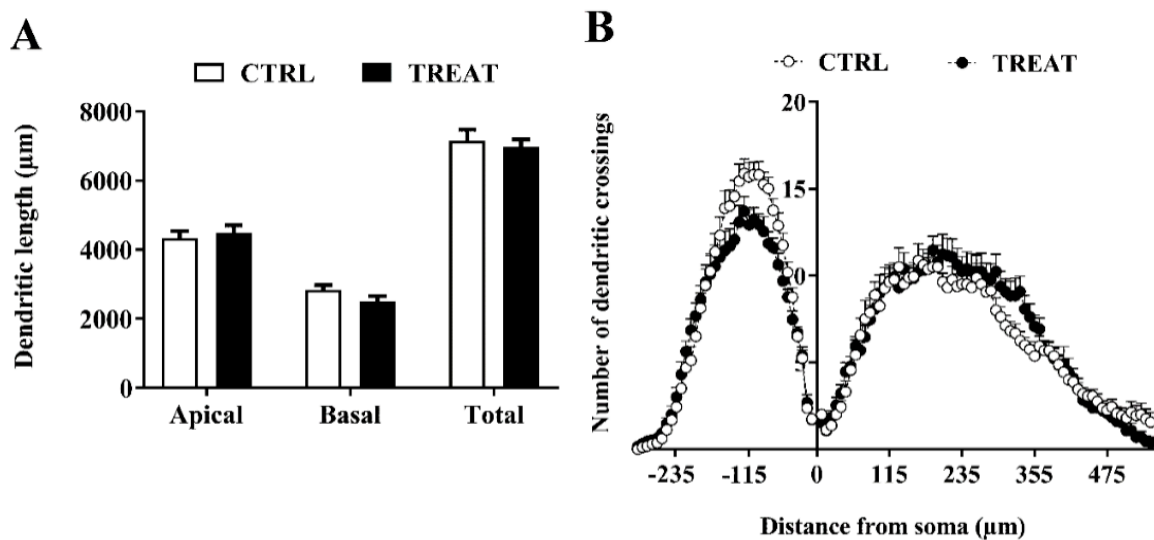 A
CTRL TREAT
Dendritic length (µm)
8000
6000
4000
2000
0
Apical Basal Total
B
CTRL TREAT
Number of dendritic crossings
20
15
0
-235 -115 0 115 235 355 475
Distance from soma (µm)